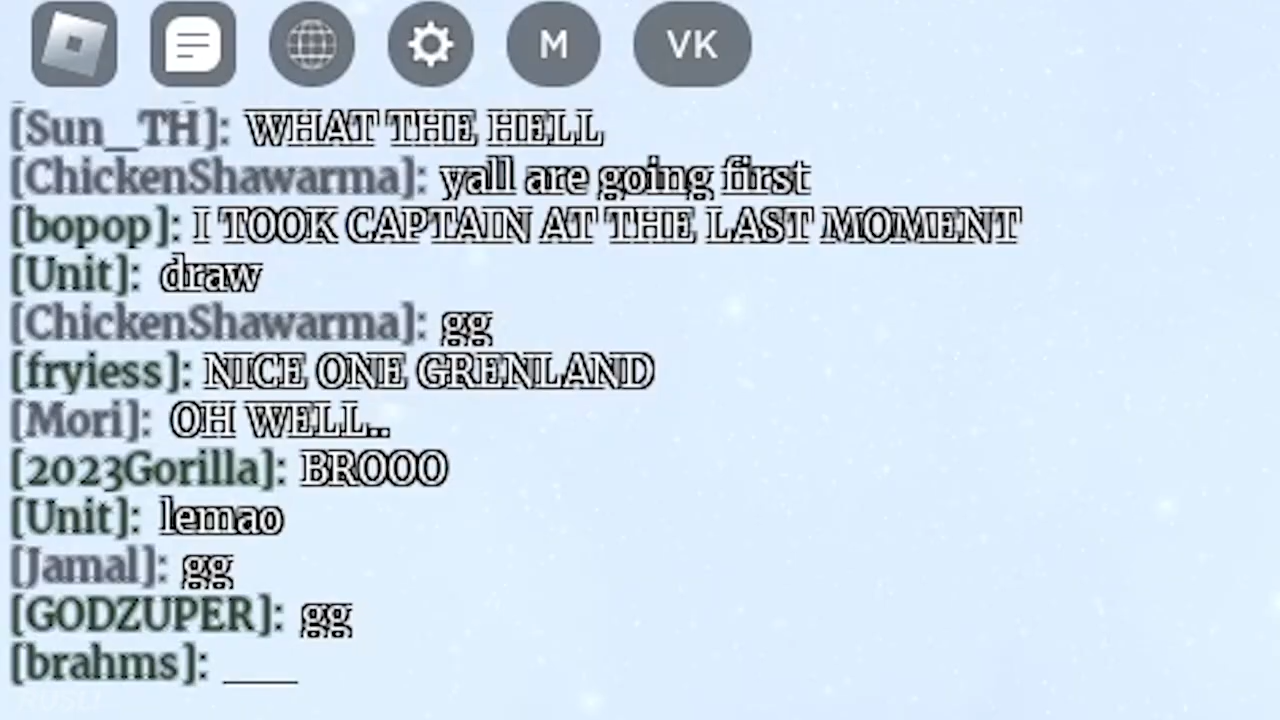 M VK
[Sun_TH]: WHAT THE HELL
[ChickenShawarma]: yall are going first
[bopop]: I TOOK CAPTAIN AT THE LAST MOMENT
[Unit]: draw
[ChickenShawarma]: gg
[fryiess]: NICE ONE GRENLAND
[Mori]: OH WELL..
[2023Gorilla]: BROOO
[Unit]: lemao
[Jamal]: gg
[GODZUPER]: gg
[brahms]: ___